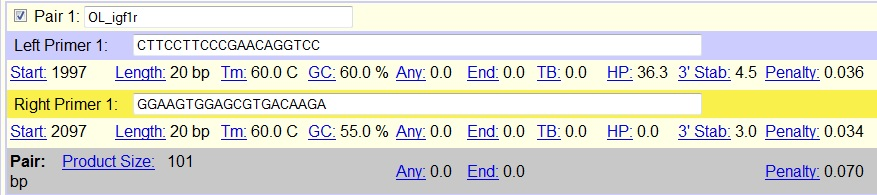 Pair 1: OL_igf1r
Left Primer 1: CTTCCTTCCCGAACAGGTCC
Start: 1997 Length: 20 bp Tm: 60.0 C GC: 60.0 % Any: 0.0 End: 0.0 TB: 0.0 HP: 36.3 3' Stab: 4.5 Penalty: 0.036
Right Primer 1: GGAAGTGGAGCGTGACAAGA
Start: 2097 Length: 20 bp Tm: 60.0 C GC: 55.0 % Any: 0.0 End: 0.0 TB: 0.0 HP: 0.0 3' Stab: 3.0 Penalty: 0.034
Pair: Product Size: 101
bp Any: 0.0 End: 0.0 Penalty: 0.070